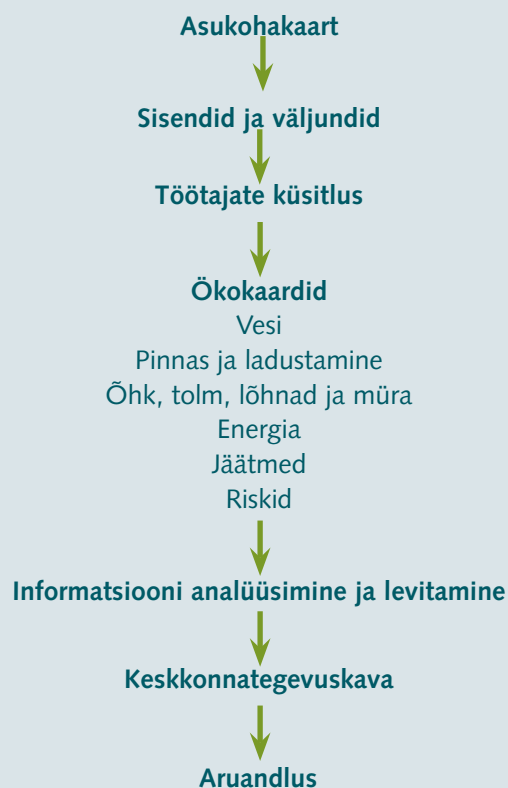 Asukohakaart
Sisendid ja väljundid
Töötajate küsitlus
Ökokaardid
Vesi
Pinnas ja ladustamine
Õhk, tolm, lõhnad ja müra
Energia
Jäätmed
Riskid
Informatsiooni analüüsimine ja levitamine
Keskkonnategevuskava
Aruandlus